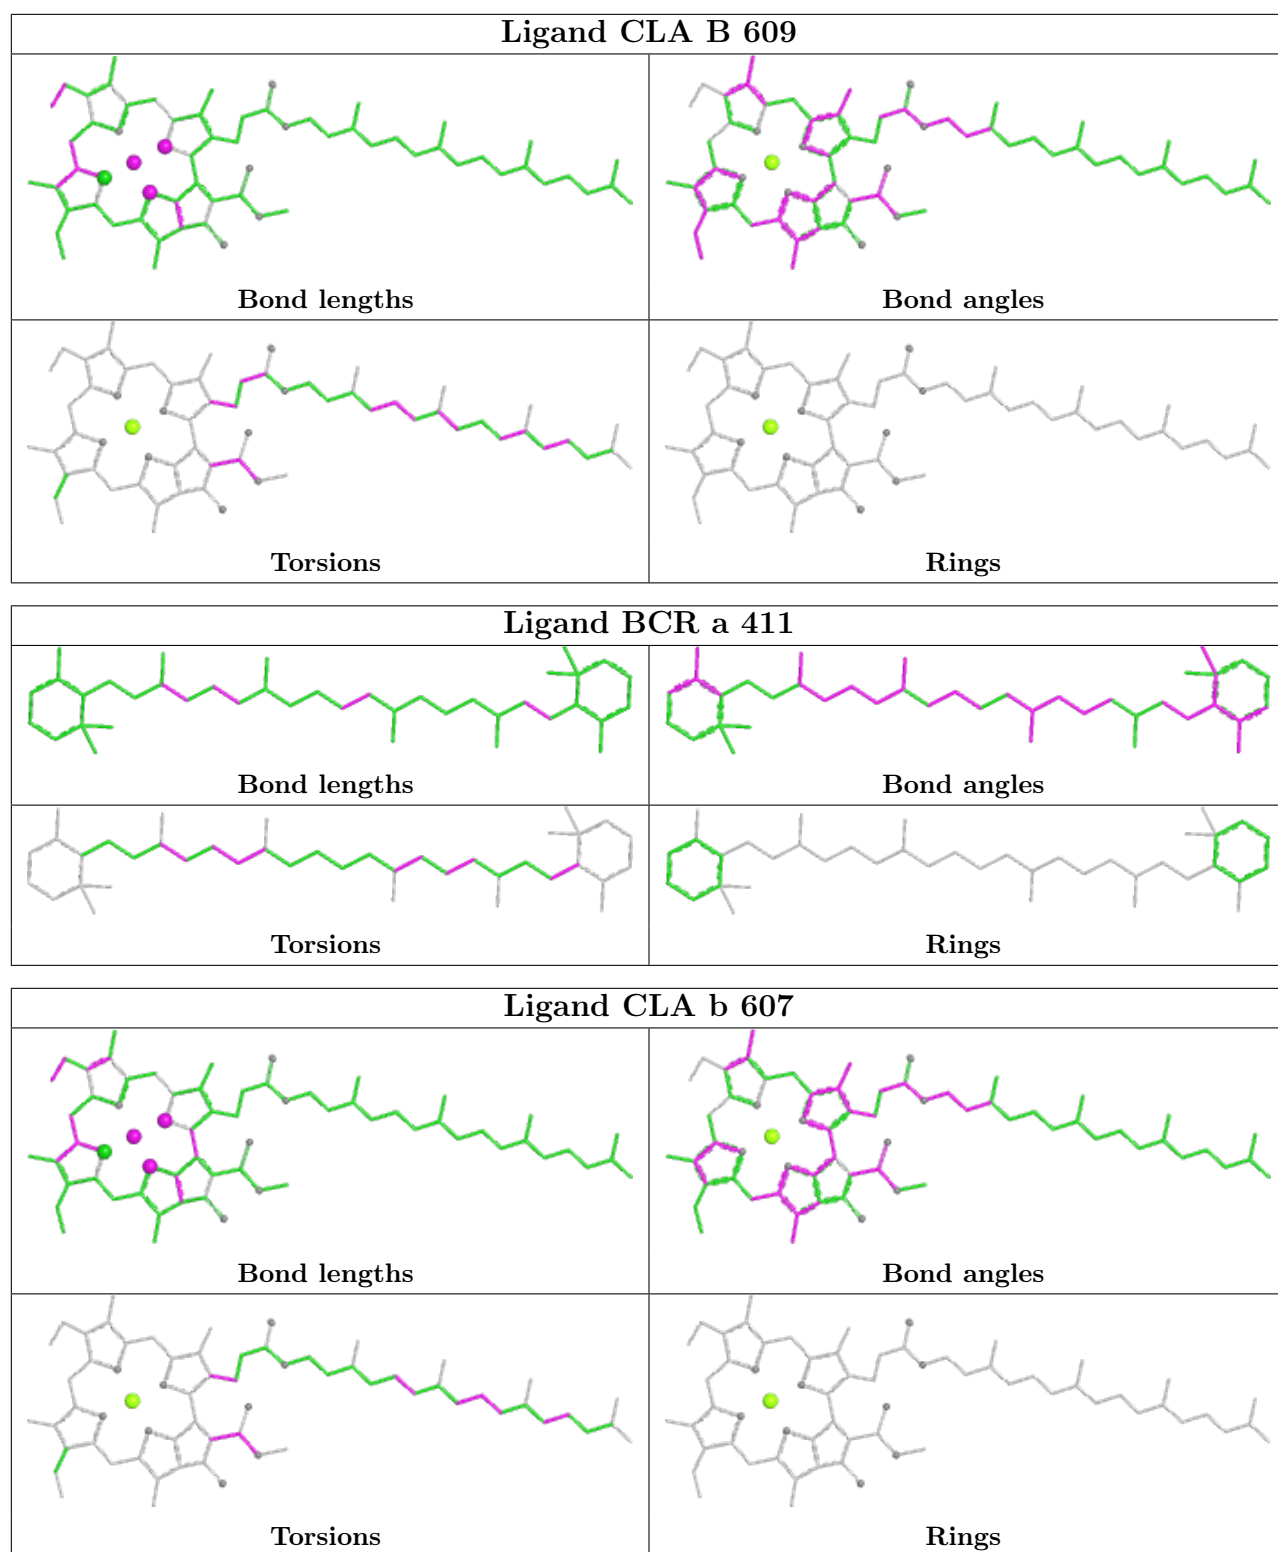 Ligand CLA B 609
Bond lengths
Bond angles
Torsions
Rings
Ligand BCR a 411
Bond lengths
Bond angles
Torsions
Rings
Ligand CLA b 607
Bond lengths
Bond angles
Torsions
Rings